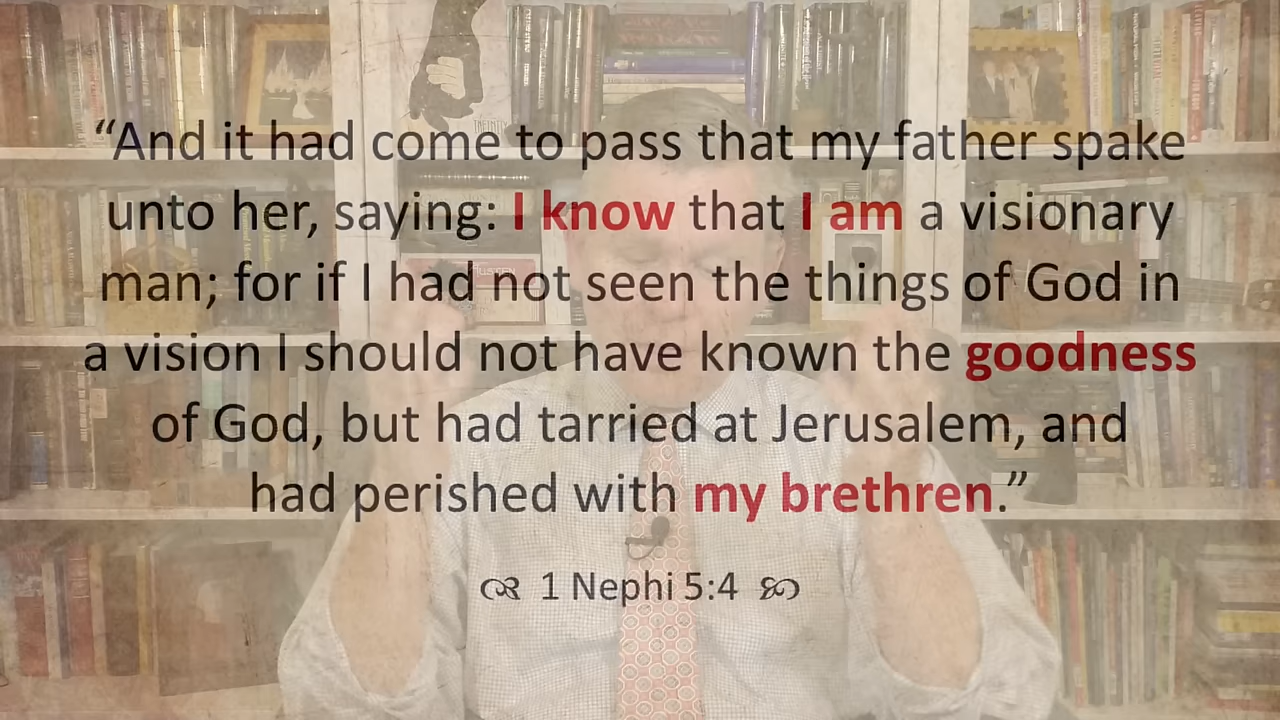 “And it had come to pass that my father spake
unto her, saying: I know that I am a visionary
man; for if I had not seen the things of God in
a vision I should not have known the goodness
of God, but had tarried at Jerusalem, and
had perished with my brethren.”
1 Nephi 5:4
INFINITY
AUSTEN